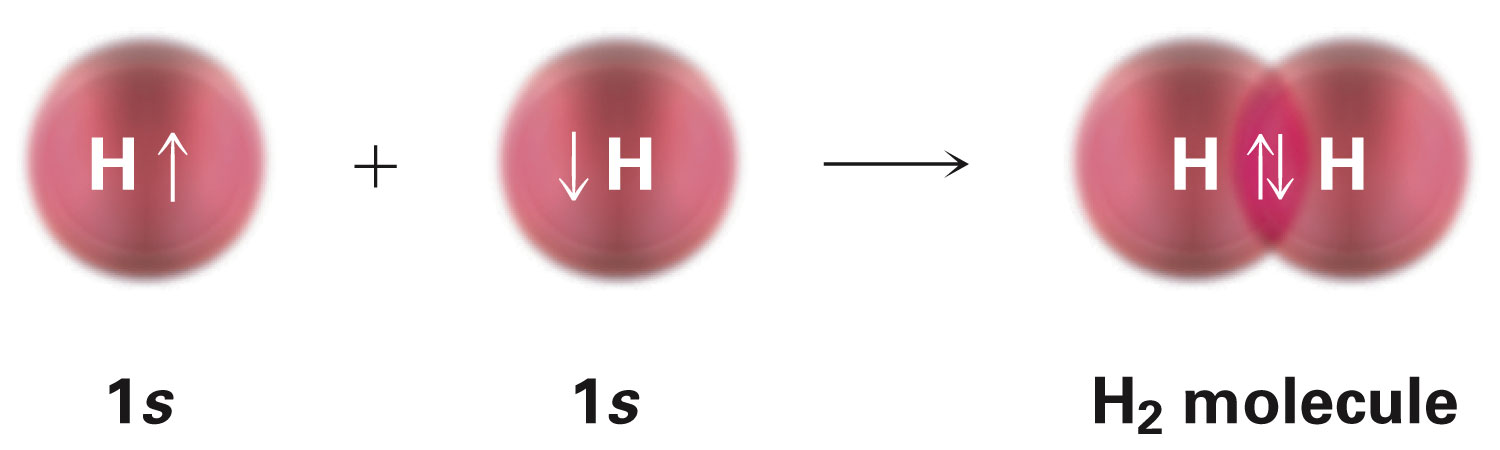 H↑ + ↓H → H ↑↓ H
1s 1s H₂ molecule